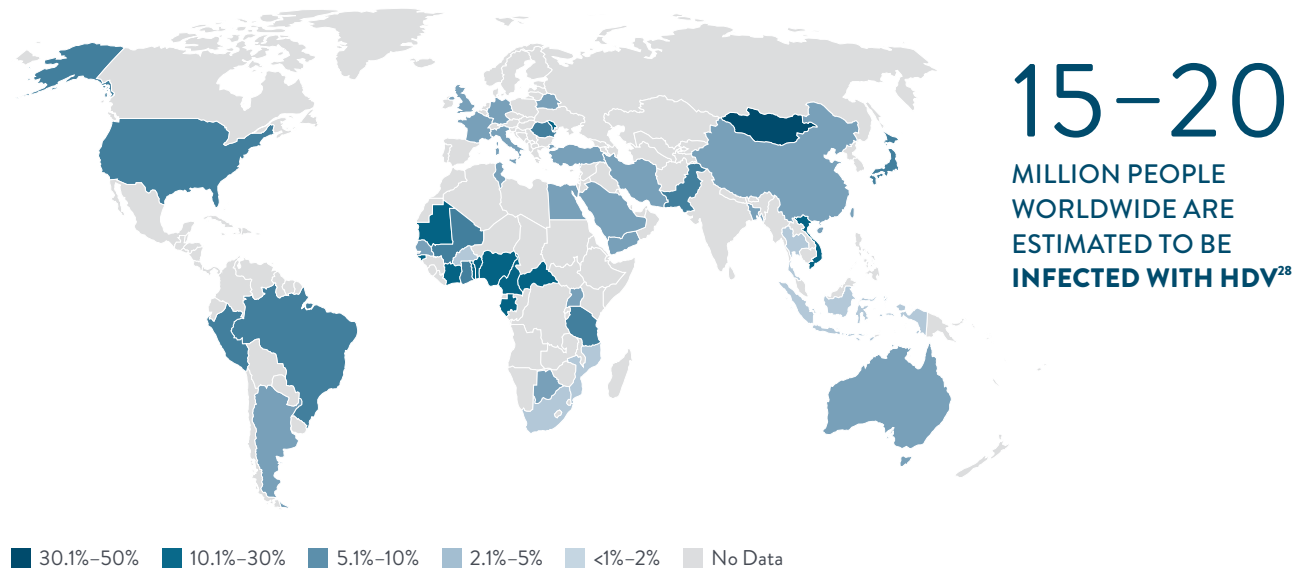 15–20
MILLION PEOPLE
WORLDWIDE ARE
ESTIMATED TO BE
INFECTED WITH HDV28
30.1%–50% 10.1%–30% 5.1%–10% 2.1%–5% <1%–2% No Data